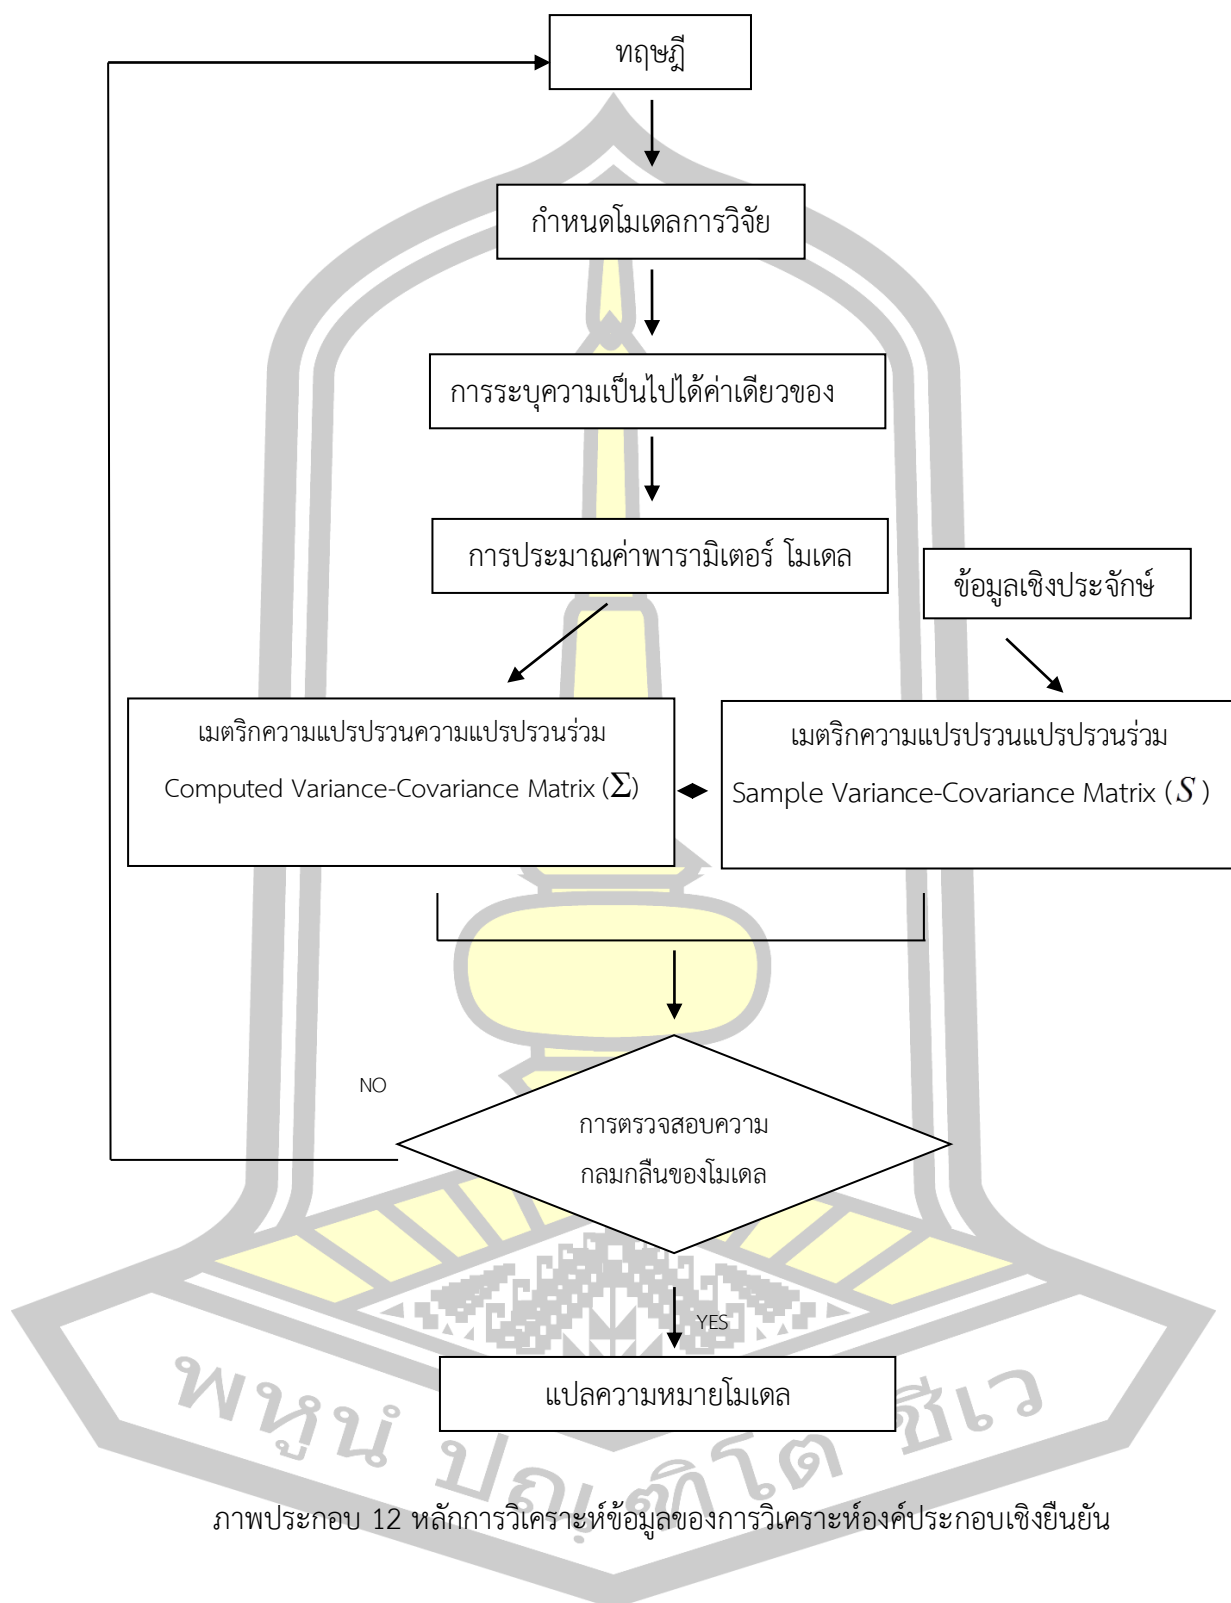 ทฤษฎี
กำหนดโมเดลการวิจัย
การระบุความเป็นไปได้ค่าเดียวของ
การประมาณค่าพารามิเตอร์ โมเดล
ข้อมูลเชิงประจักษ์
เมตริกความแปรปรวนความแปรปรวนร่วม
Computed Variance-Covariance Matrix (Σ)
เมตริกความแปรปรวนแปรปรวนร่วม
Sample Variance-Covariance Matrix (S)
NO
การตรวจสอบความ
กลมกลืนของโมเดล
YES
แปลความหมายโมเดล
พหูนํ ปณฺฑิโต ชีเว
ภาพประกอบ 12 หลักการวิเคราะห์ข้อมูลของการวิเคราะห์องค์ประกอบเชิงยืนยัน